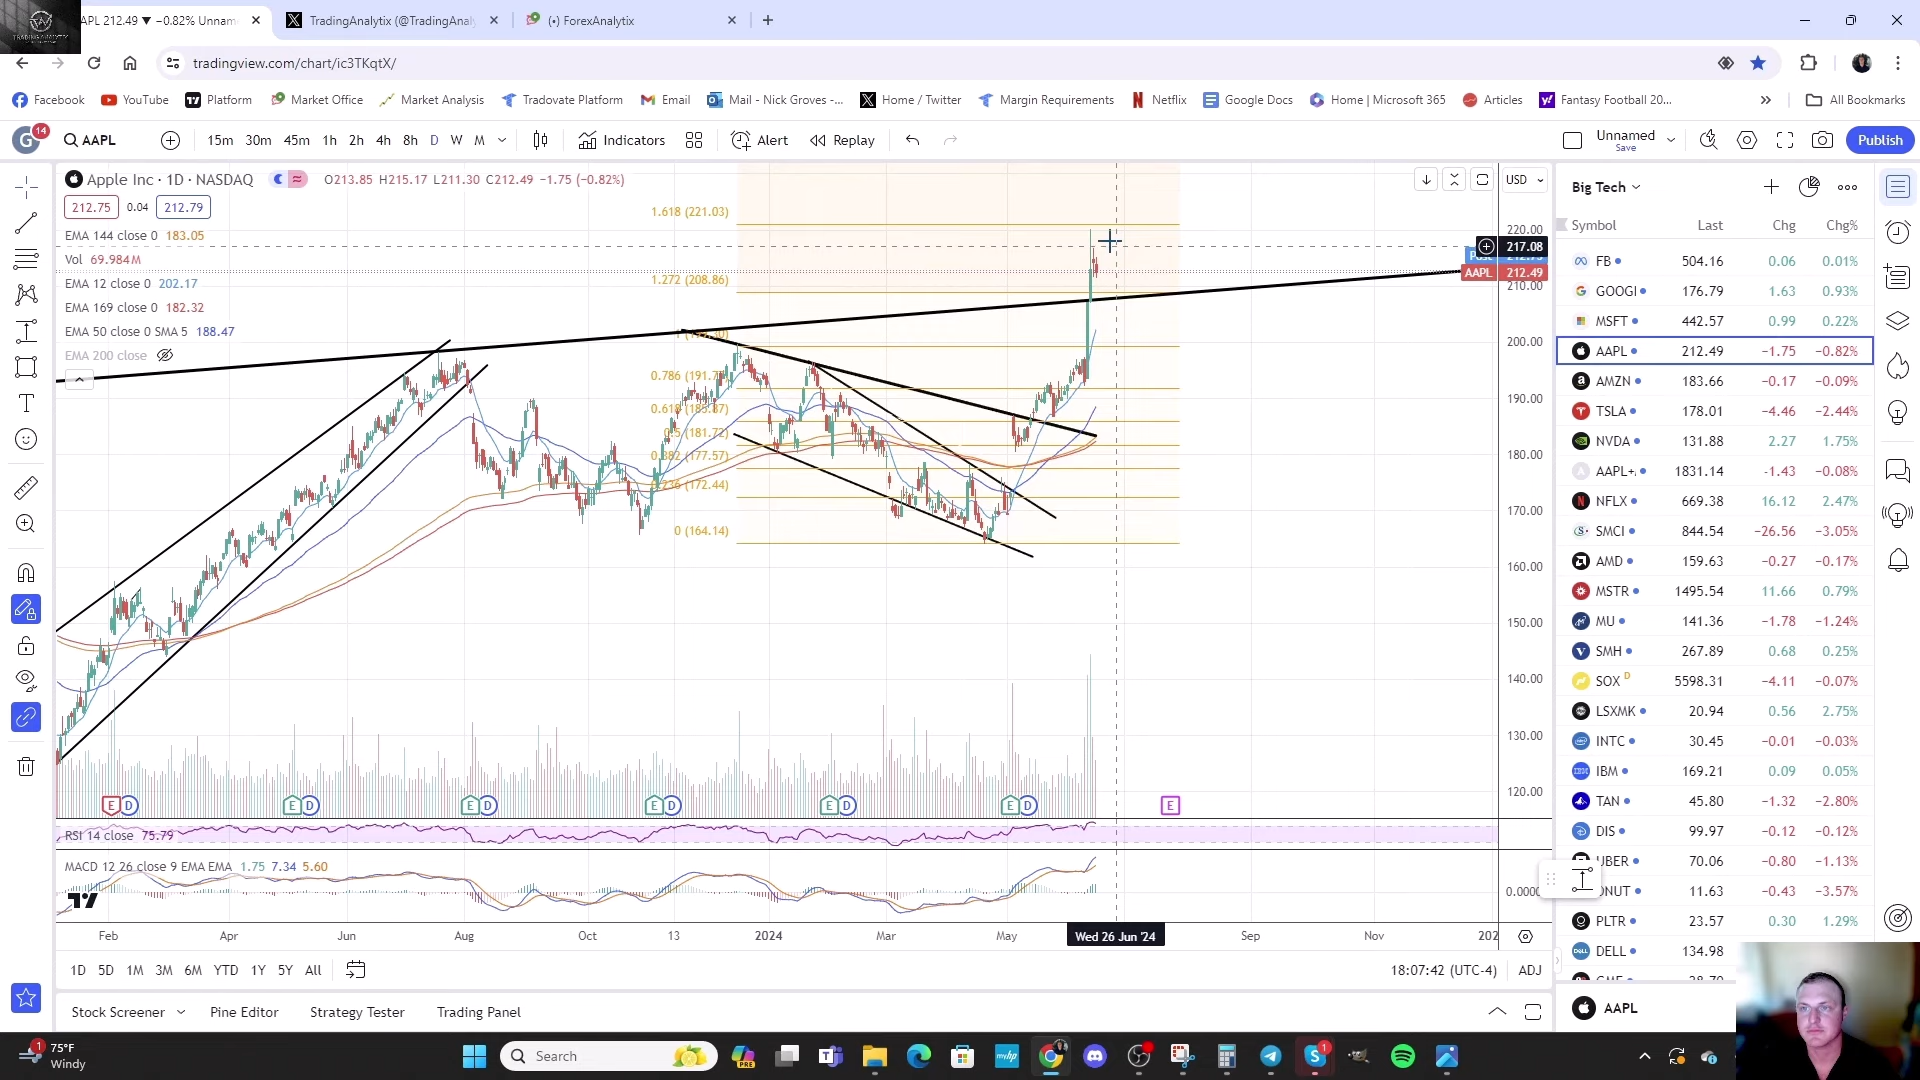 TRADING ANALYTIX
APL 212.49 ▼ −0.82% Unnam
TradingAnalytix (@TradingAnaly
(•) ForexAnalytix
tradingview.com/chart/ic3TKqtX/
Facebook YouTube Platform Market Office Market Analysis Tradovate Platform Email Mail - Nick Groves -... Home / Twitter Margin Requirements Netflix Google Docs Home | Microsoft 365 Articles Fantasy Football 20... » All Bookmarks
G 14 AAPL 15m 30m 45m 1h 2h 4h 8h D W M Indicators Alert Replay Unnamed Save Publish
Apple Inc · 1D · NASDAQ O213.85 H215.17 L211.30 C212.49 −1.75 (−0.82%)
212.75 0.04 212.79
EMA 144 close 0 183.05
Vol 69.984M
EMA 12 close 0 202.17
EMA 169 close 0 182.32
EMA 50 close 0 SMA 5 188.47
EMA 200 close
1.618 (221.03)
1.272 (208.86)
0.786 (191.7
0.618 (185.87)
0.5 (181.72)
0.382 (177.57)
0.236 (172.44)
0 (164.14)
USD
220.00
217.08
AAPL 212.49
210.00
200.00
190.00
180.00
170.00
160.00
150.00
140.00
130.00
120.00
E D E D E D E D E D E D E
RSI 14 close 75.79
MACD 12 26 close 9 EMA EMA 1.75 7.34 5.60
0.0000
Feb Apr Jun Aug Oct 13 2024 Mar May Wed 26 Jun '24 Sep Nov 202
1D 5D 1M 3M 6M YTD 1Y 5Y All 18:07:42 (UTC-4) ADJ
Stock Screener Pine Editor Strategy Tester Trading Panel
Big Tech
Symbol Last Chg Chg%
FB 504.16 0.06 0.01%
GOOGL 176.79 1.63 0.93%
MSFT 442.57 0.99 0.22%
AAPL 212.49 −1.75 −0.82%
AMZN 183.66 −0.17 −0.09%
TSLA 178.01 −4.46 −2.44%
NVDA 131.88 2.27 1.75%
AAPL+ 1831.14 −1.43 −0.08%
NFLX 669.38 16.12 2.47%
SMCI 844.54 −26.56 −3.05%
AMD 159.63 −0.27 −0.17%
MSTR 1495.54 11.66 0.79%
MU 141.36 −1.78 −1.24%
SMH 267.89 0.68 0.25%
SOX D 5598.31 −4.11 −0.07%
LSXMK 20.94 0.56 2.75%
INTC 30.45 −0.01 −0.03%
IBM 169.21 0.09 0.05%
TAN 45.80 −1.32 −2.80%
DIS 99.97 −0.12 −0.12%
UBER 70.06 −0.80 −1.13%
DNUT 11.63 −0.43 −3.57%
PLTR 23.57 0.30 1.29%
DELL 134.98
AAPL
1 75°F
Windy
Search
PRE
1